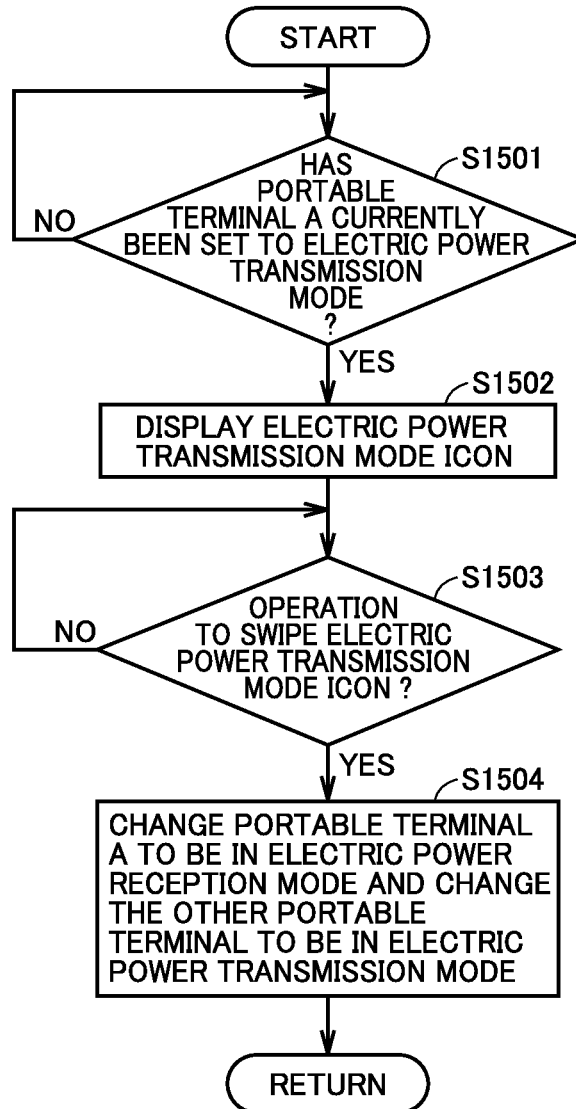 START
S1501
HAS
PORTABLE
TERMINAL A CURRENTLY
BEEN SET TO ELECTRIC POWER
TRANSMISSION
MODE
?
NO
YES
S1502
DISPLAY ELECTRIC POWER
TRANSMISSION MODE ICON
S1503
OPERATION
TO SWIPE ELECTRIC
POWER TRANSMISSION
MODE ICON ?
NO
YES
S1504
CHANGE PORTABLE TERMINAL
A TO BE IN ELECTRIC POWER
RECEPTION MODE AND CHANGE
THE OTHER PORTABLE
TERMINAL TO BE IN ELECTRIC
POWER TRANSMISSION MODE
RETURN